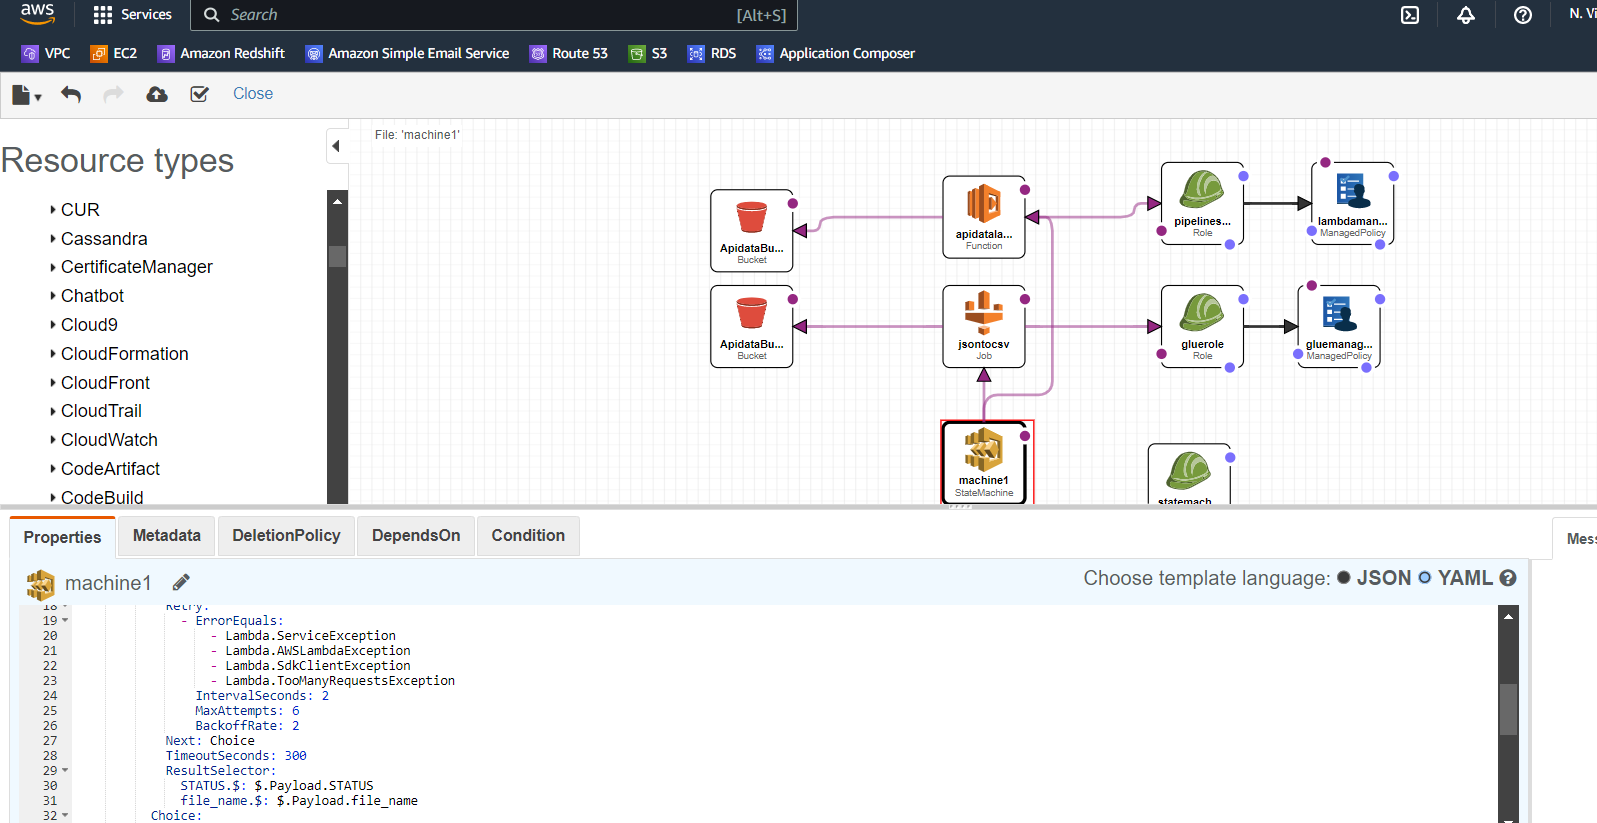 aws
Services
Search
[Alt+S]
N. Vi
VPC
EC2
Amazon Redshift
Amazon Simple Email Service
Route 53
S3
RDS
Application Composer
Close
File: 'machine1'
Resource types
CUR
Cassandra
CertificateManager
Chatbot
Cloud9
CloudFormation
CloudFront
CloudTrail
CloudWatch
CodeArtifact
CodeBuild
ApidataBu...
Bucket
apidatala...
Function
pipelines...
Role
lambdaman...
ManagedPolicy
ApidataBu...
Bucket
jsontocsv
Job
gluerole
Role
gluemanag...
ManagedPolicy
machine1
StateMachine
statemach
Properties
Metadata
DeletionPolicy
DependsOn
Condition
Mess
machine1
Choose template language: JSON YAML
18 Retry:
19 - ErrorEquals:
20 - Lambda.ServiceException
21 - Lambda.AWSLambdaException
22 - Lambda.SdkClientException
23 - Lambda.TooManyRequestsException
24 IntervalSeconds: 2
25 MaxAttempts: 6
26 BackoffRate: 2
27 Next: Choice
28 TimeoutSeconds: 300
29 ResultSelector:
30 STATUS.$: $.Payload.STATUS
31 file_name.$: $.Payload.file_name
32 Choice: